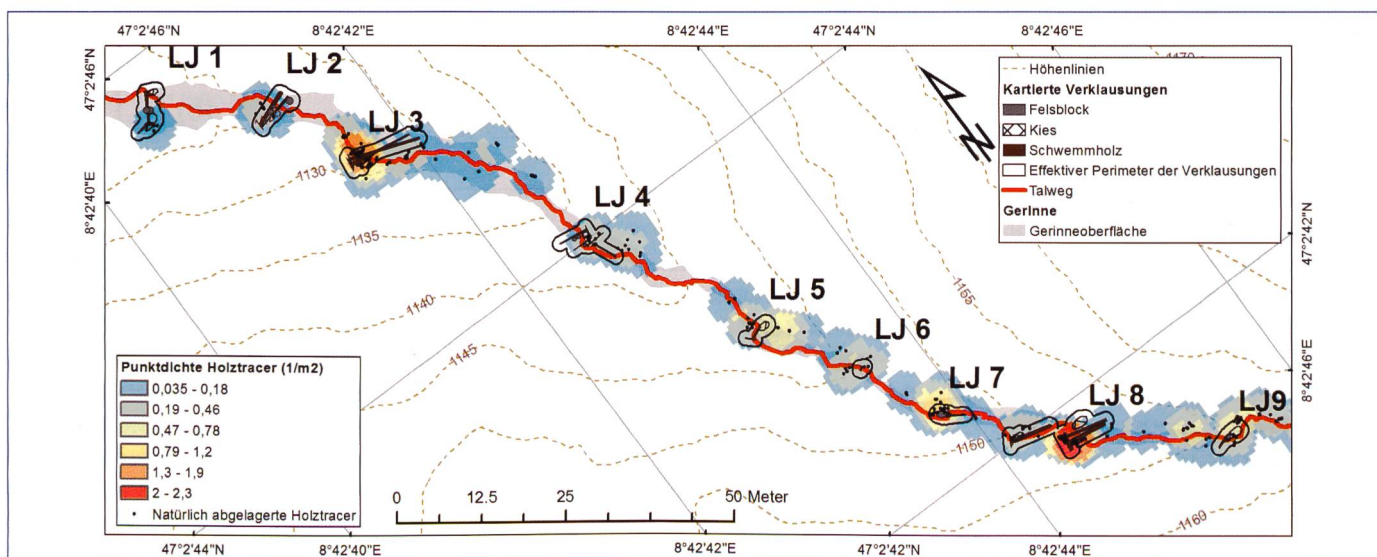 47°2'46"N
8°42'42"E
8°42'44"E
47°2'44"N
8°42'46"E
47°2'46"N
8°42'40"E
LJ 1
LJ 2
LJ 3
LJ 4
LJ 5
LJ 6
LJ 7
LJ 8
LJ9
1130
1135
1140
1145
1150
1155
1160
1170
N
Höhenlinien
Kartierte Verklausungen
Felsblock
Kies
Schwemmholz
Effektiver Perimeter der Verklausungen
Talweg
Gerinne
Gerinneoberfläche
47°2'42"N
8°42'46"E
Punktdichte Holztracer (1/m2)
0,035 - 0,18
0,19 - 0,46
0,47 - 0,78
0,79 - 1,2
1,3 - 1,9
2 - 2,3
Natürlich abgelagerte Holztracer
0 12.5 25 50 Meter
47°2'44"N
8°42'40"E
8°42'42"E
47°2'42"N
8°42'44"E